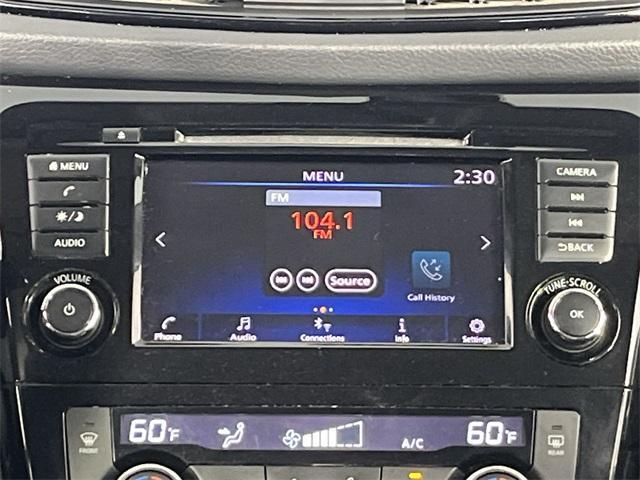 MENU
AUDIO
VOLUME
MENU
2:30
FM
104.1
FM
Source
Call History
Phone
Audio
Connections
Info
Settings
CAMERA
BACK
TUNE·SCROLL
OK
FRONT
60°F
A/C
60°F
REAR